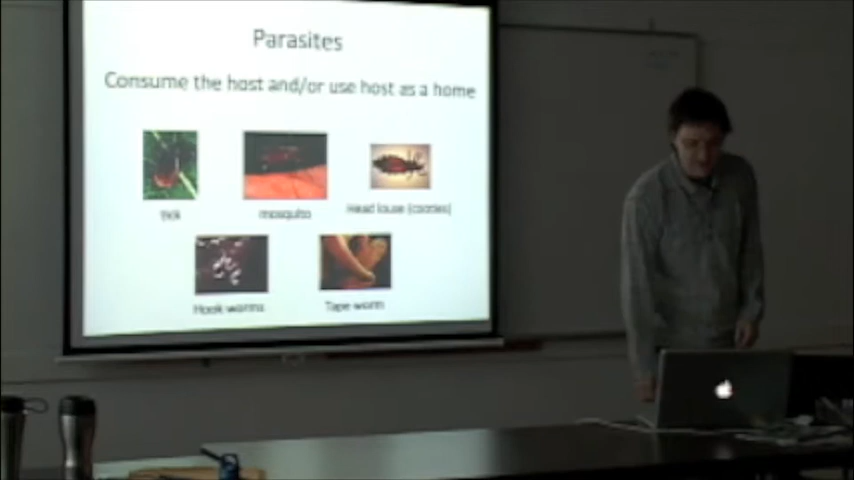 Parasites
Consume the host and/or use host as a home
tick
mosquito
Head louse (cooties)
Hook worms
Tape worm